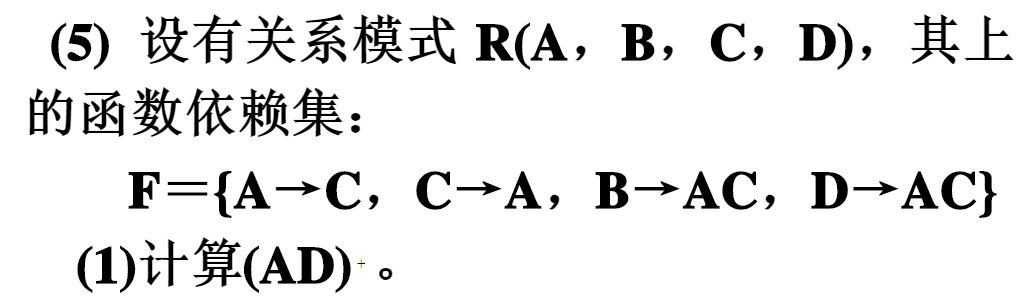 (5) 设有关系模式 R(A，B，C，D)，其上
的函数依赖集：
F＝{A→C，C→A，B→AC，D→AC}
(1)计算(AD)⁺。